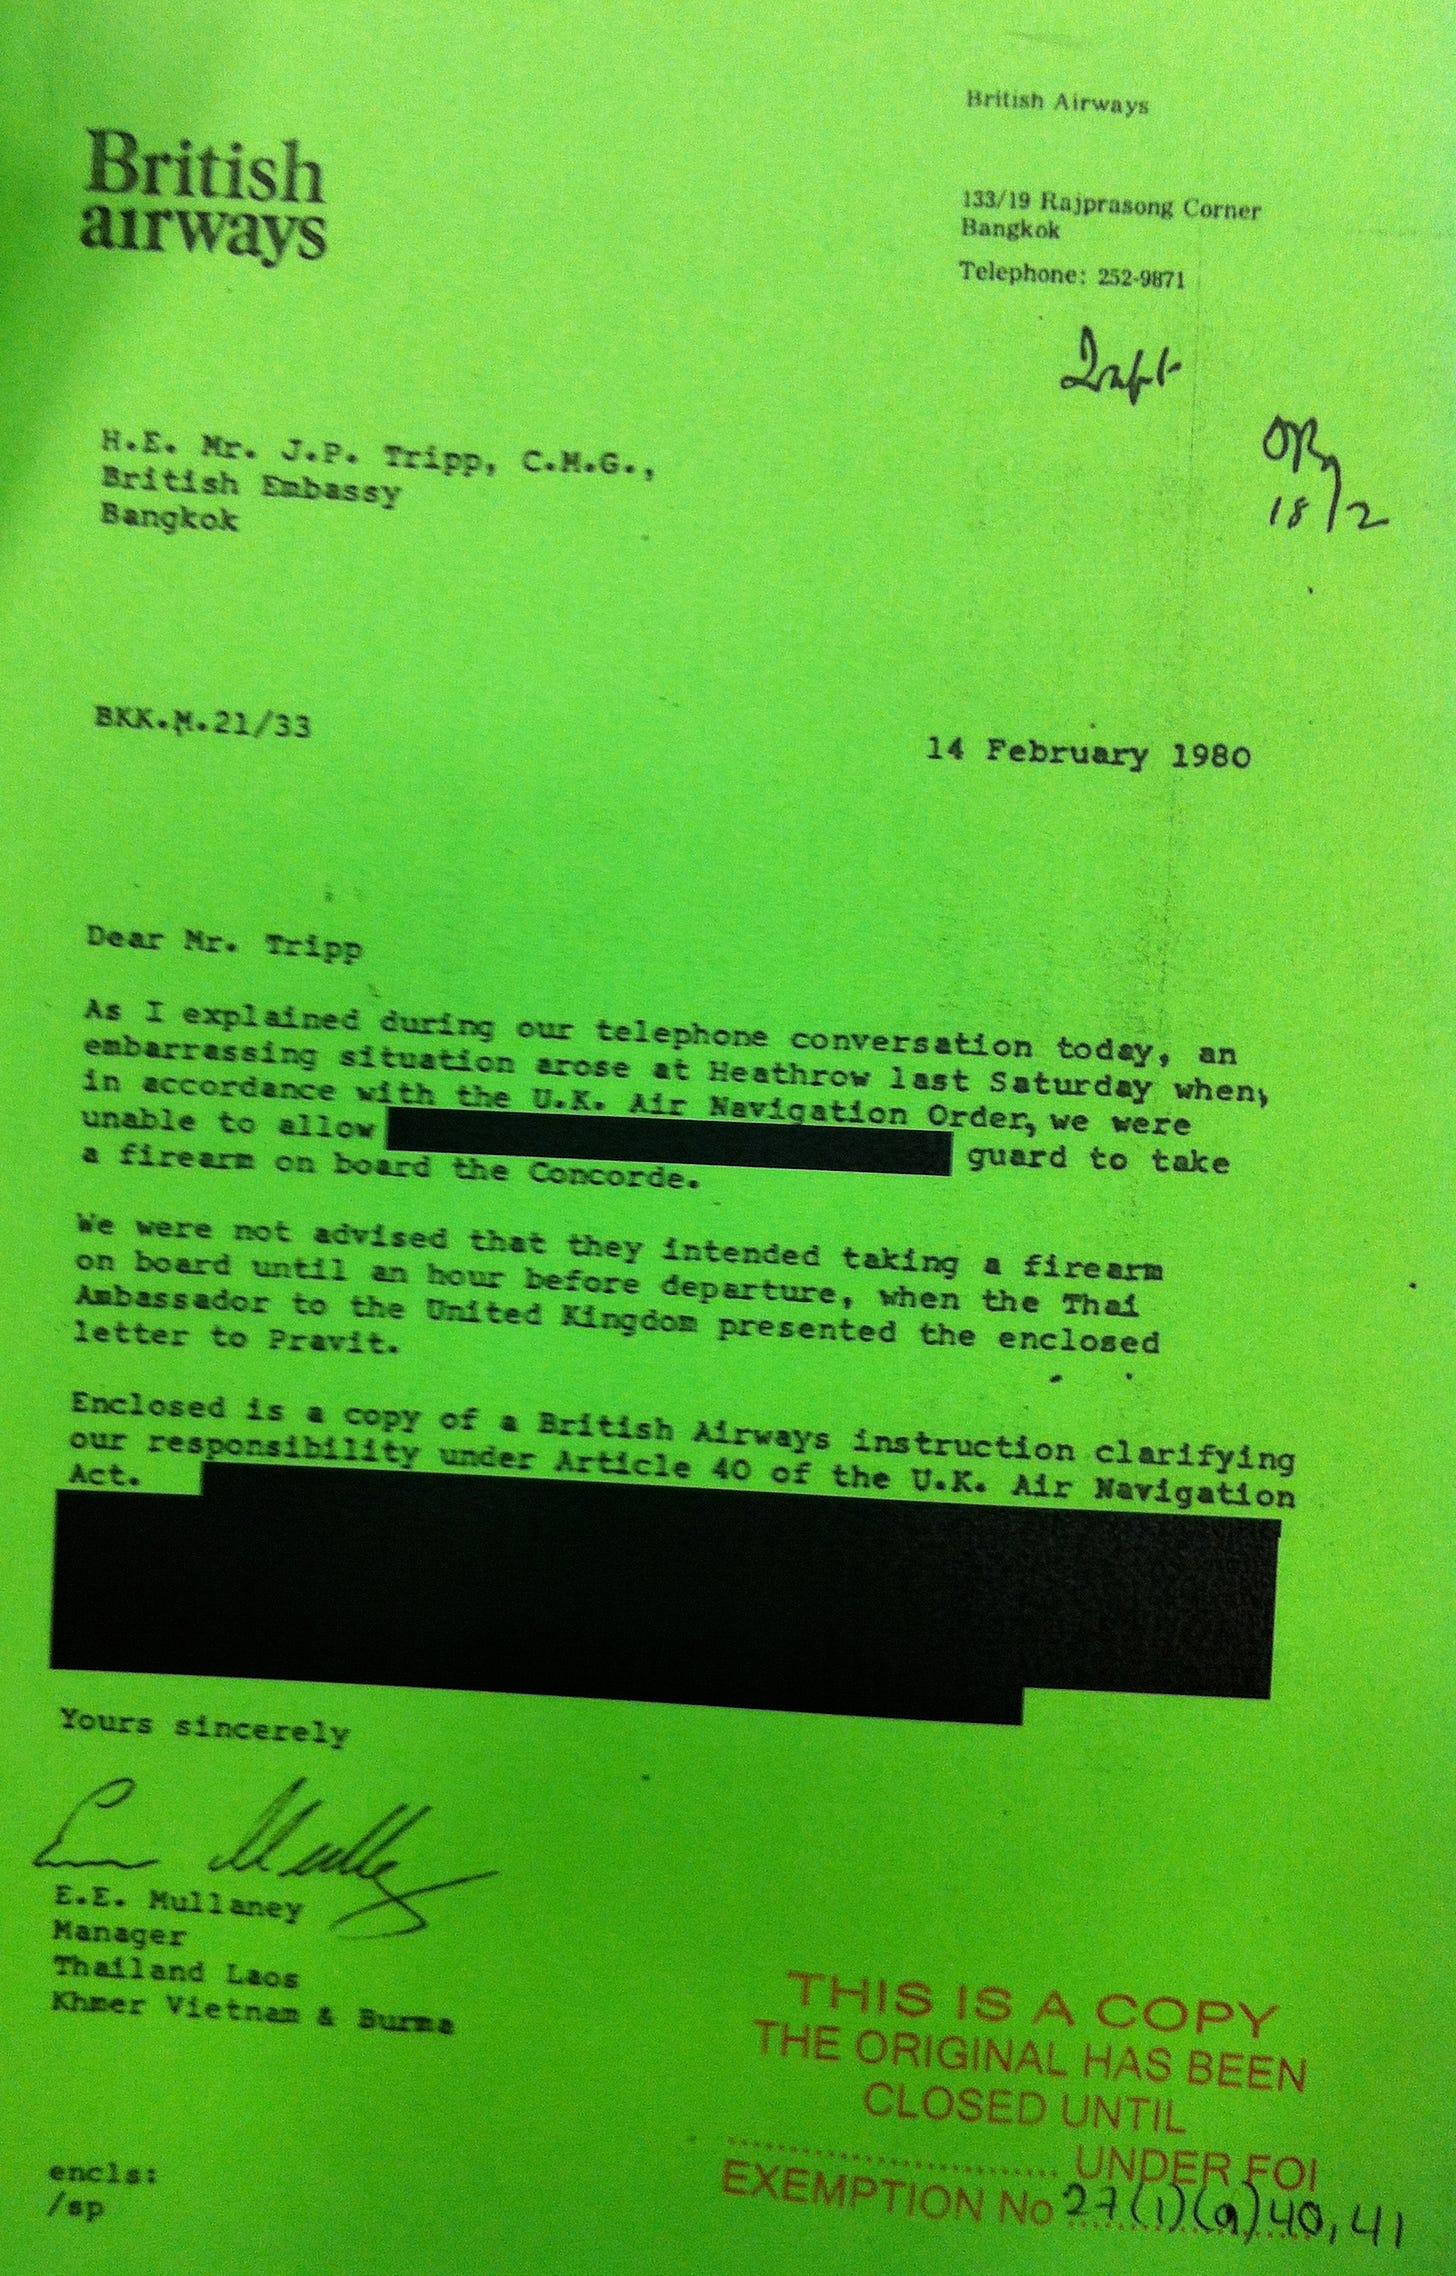 British Airways
British
airways
133/19 Rajprasong Corner
Bangkok
Telephone: 252-9871
H.E. Mr. J.P. Tripp, C.M.G.,
British Embassy
Bangkok
18/2
BKK.M.21/33
14 February 1980
Dear Mr. Tripp
As I explained during our telephone conversation today, an
embarrassing situation arose at Heathrow last Saturday when,
in accordance with the U.K. Air Navigation Order, we were
unable to allow guard to take
a firearm on board the Concorde.
We were not advised that they intended taking a firearm
on board until an hour before departure, when the Thai
Ambassador to the United Kingdom presented the enclosed
letter to Pravit.
Enclosed is a copy of a British Airways instruction clarifying
our responsibility under Article 40 of the U.K. Air Navigation
Act.
Yours sincerely
E.E. Mullaney
Manager
Thailand Laos
Khmer Vietnam & Burma
THIS IS A COPY
THE ORIGINAL HAS BEEN
CLOSED UNTIL
UNDER FOI
EXEMPTION No 27(1)(a)40,41
encls:
/sp